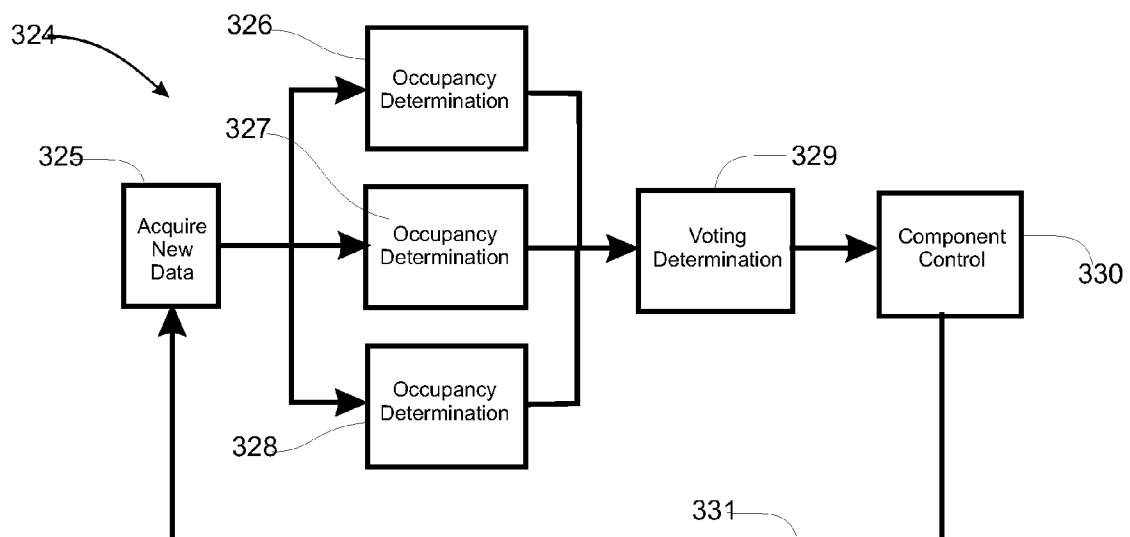 324
326
Occupancy
Determination
327
325
Acquire
New
Data
Occupancy
Determination
329
Voting
Determination
Component
Control
330
Occupancy
Determination
328
331